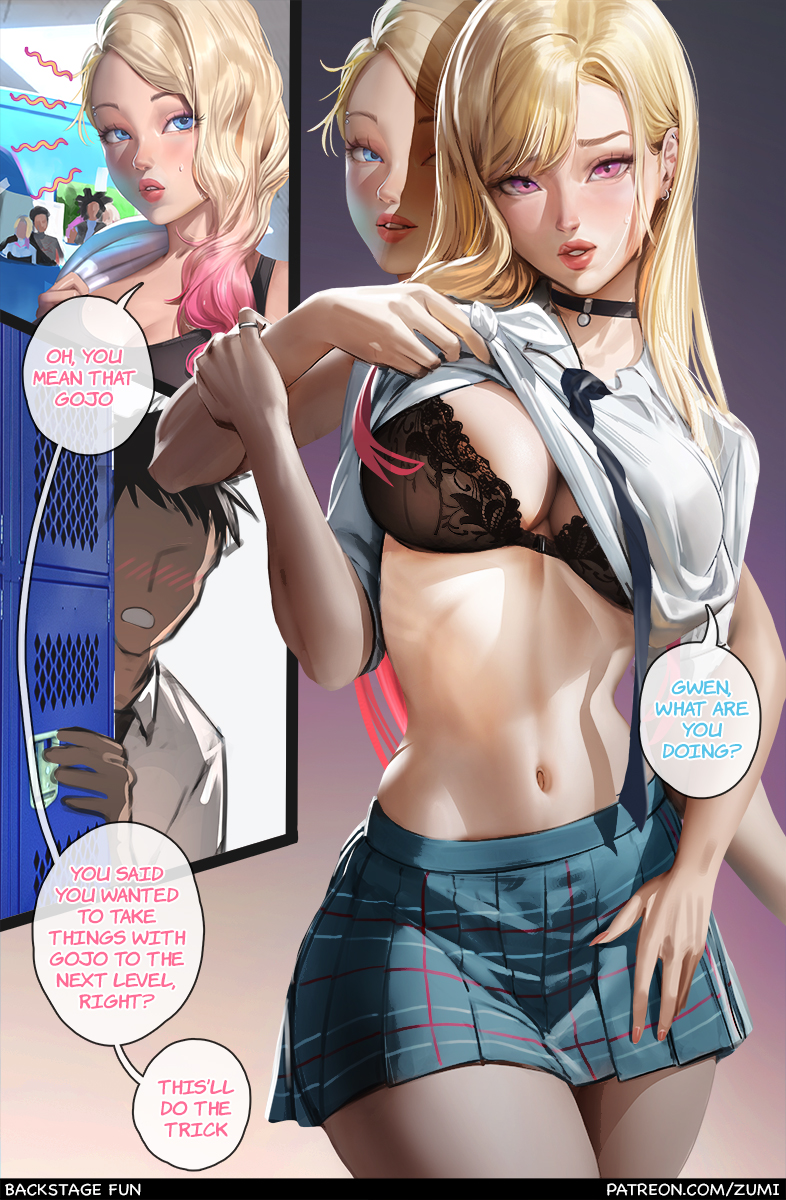 OH, YOU
MEAN THAT
GOJO
GWEN,
WHAT ARE
YOU
DOING?
YOU SAID
YOU WANTED
TO TAKE
THINGS WITH
GOJO TO THE
NEXT LEVEL,
RIGHT?
THIS'LL
DO THE
TRICK
BACKSTAGE FUN
PATREON.COM/ZUMI